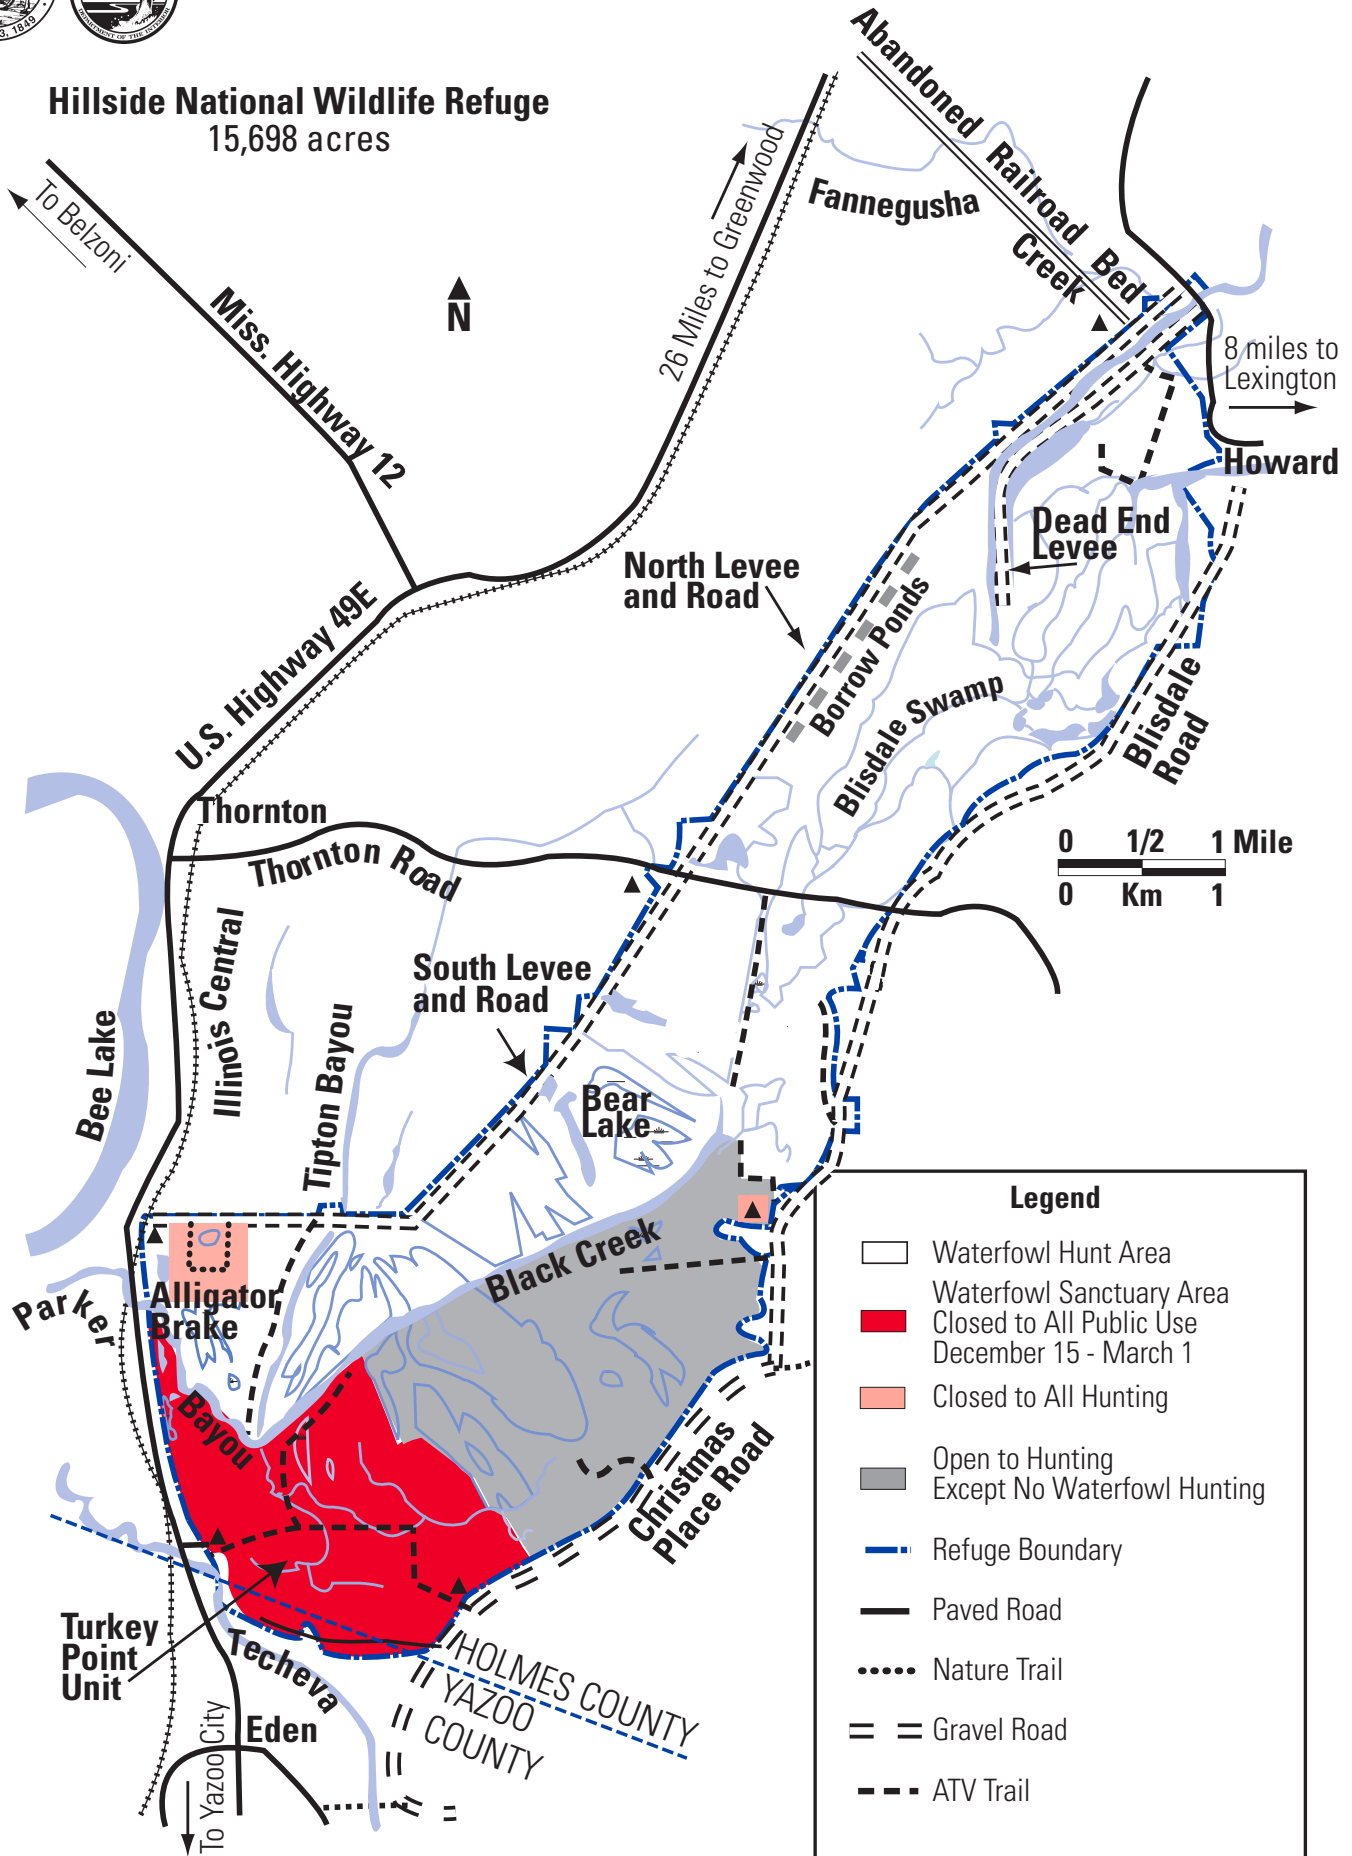 3, 1849
DEPARTMENT OF THE INTERIOR
Hillside National Wildlife Refuge
15,698 acres
To Belzoni
Miss. Highway 12
N
26 Miles to Greenwood
Abandoned Railroad Bed
Fannegusha
Creek
8 miles to
Lexington
Howard
Dead End
Levee
North Levee
and Road
Borrow Ponds
Blisdale Swamp
Blisdale
Road
U.S. Highway 49E
Thornton
Thornton Road
0 1/2 1 Mile
0 Km 1
Illinois Central
South Levee
and Road
Bee Lake
Tipton Bayou
Bear
Lake
Black Creek
Alligator
Brake
Parker
Bayou
Christmas
Place Road
Turkey
Point
Unit
Techeva
HOLMES COUNTY
YAZOO
COUNTY
Eden
To Yazoo City
Legend
Waterfowl Hunt Area
Waterfowl Sanctuary Area
Closed to All Public Use
December 15 - March 1
Closed to All Hunting
Open to Hunting
Except No Waterfowl Hunting
Refuge Boundary
Paved Road
Nature Trail
Gravel Road
ATV Trail